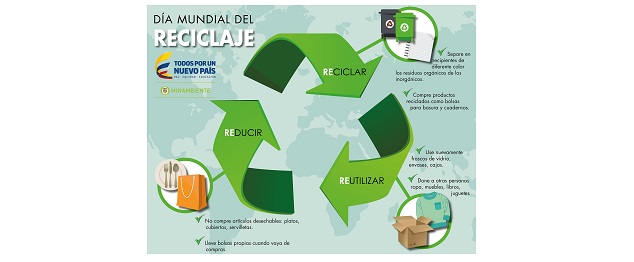 DÍA MUNDIAL DEL
RECICLAJE
TODOS POR UN
NUEVO PAÍS
PAZ EQUIDAD EDUCACIÓN
MINAMBIENTE
RECICLAR
Separe en
recipientes de
diferente color
los residuos orgánicos de los
inorgánicos.
Compre productos
reciclados como bolsas
para basura y cuadernos.
REDUCIR
REUTILIZAR
Use nuevamente
frascos de vidrio,
envases, cajas.
Done a otras personas
ropa, muebles, libros,
juguetes
No compre artículos desechables: platos,
cubiertas, servilletas.
Lleve bolsas propias cuando vaya de
compras.